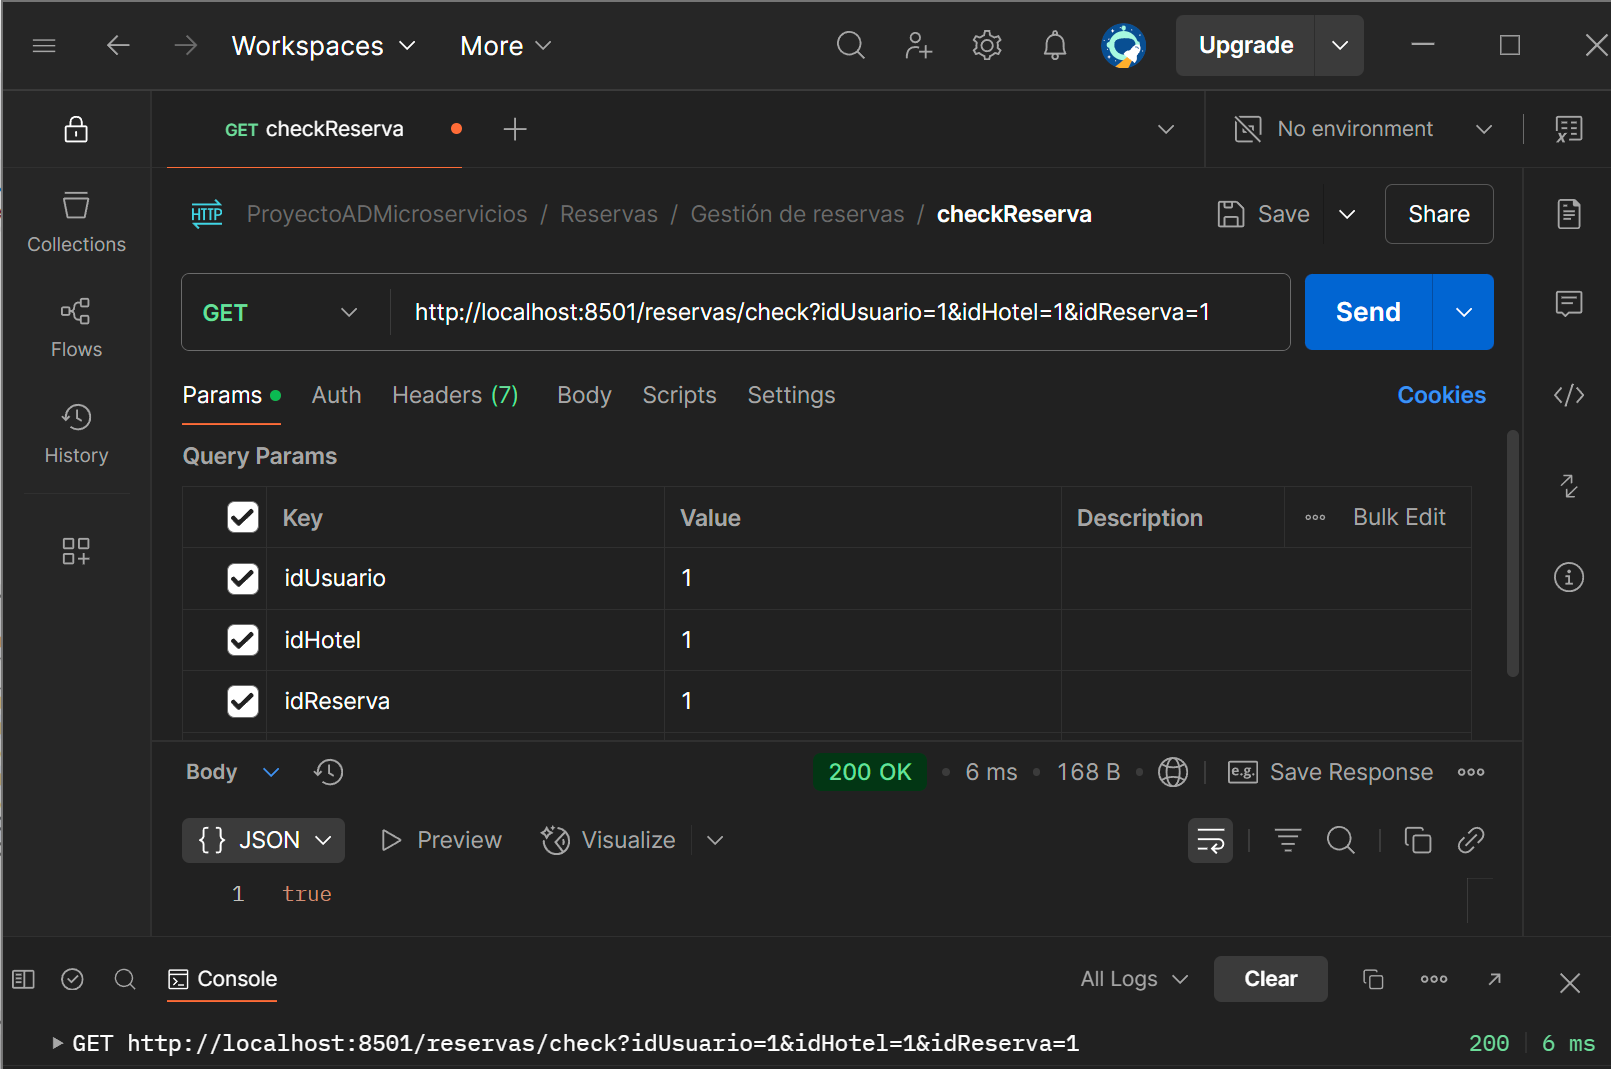 Workspaces More Upgrade
GET checkReserva No environment
HTTP ProyectoADMicroservicios / Reservas / Gestión de reservas / checkReserva Save Share
Collections
GET http://localhost:8501/reservas/check?idUsuario=1&idHotel=1&idReserva=1 Send
Flows
Params Auth Headers (7) Body Scripts Settings Cookies
History
Query Params
Key Value Description Bulk Edit
idUsuario 1
idHotel 1
idReserva 1
Body 200 OK 6 ms 168 B e.g. Save Response
{} JSON Preview Visualize
1 true
Console All Logs Clear
GET http://localhost:8501/reservas/check?idUsuario=1&idHotel=1&idReserva=1 200 6 ms